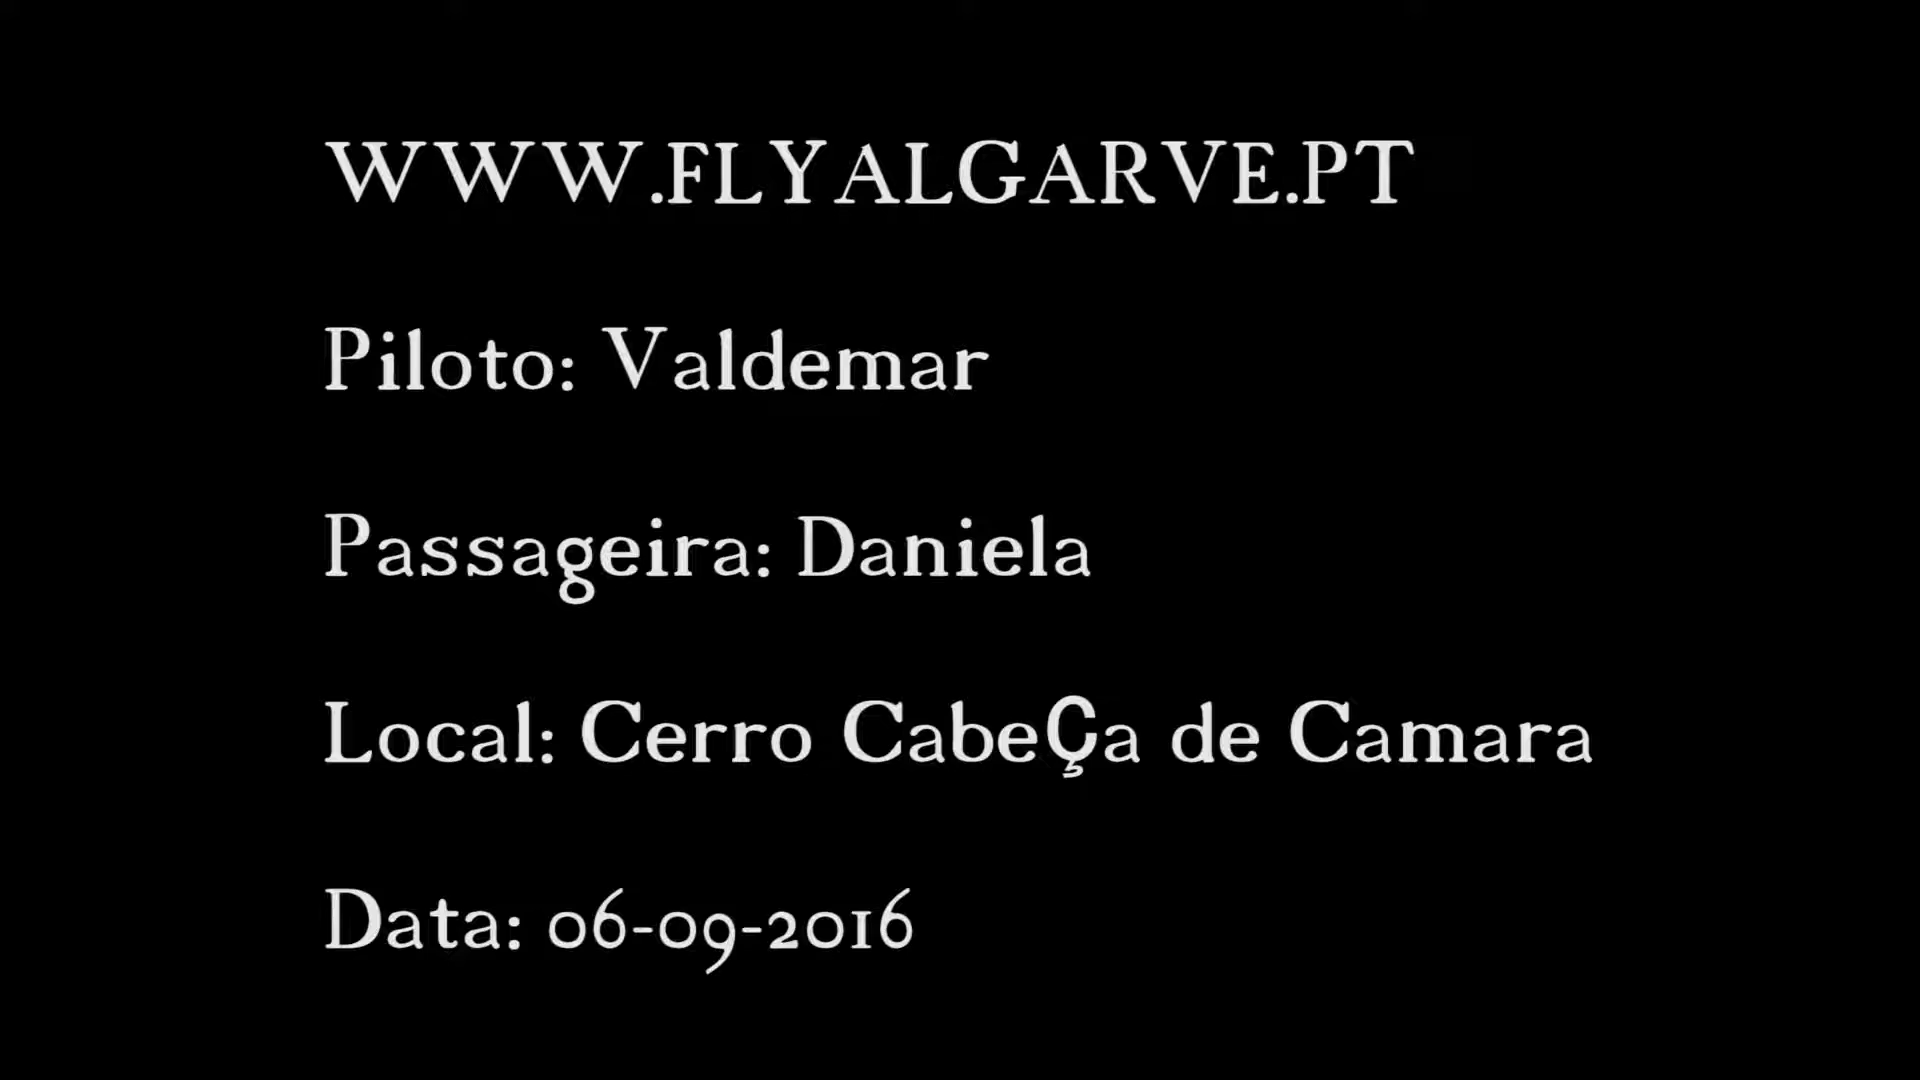 WWW.FLYALGARVE.PT
Piloto: Valdemar
Passageira: Daniela
Local: Cerro CabeÇa de Camara
Data: 06-09-2016